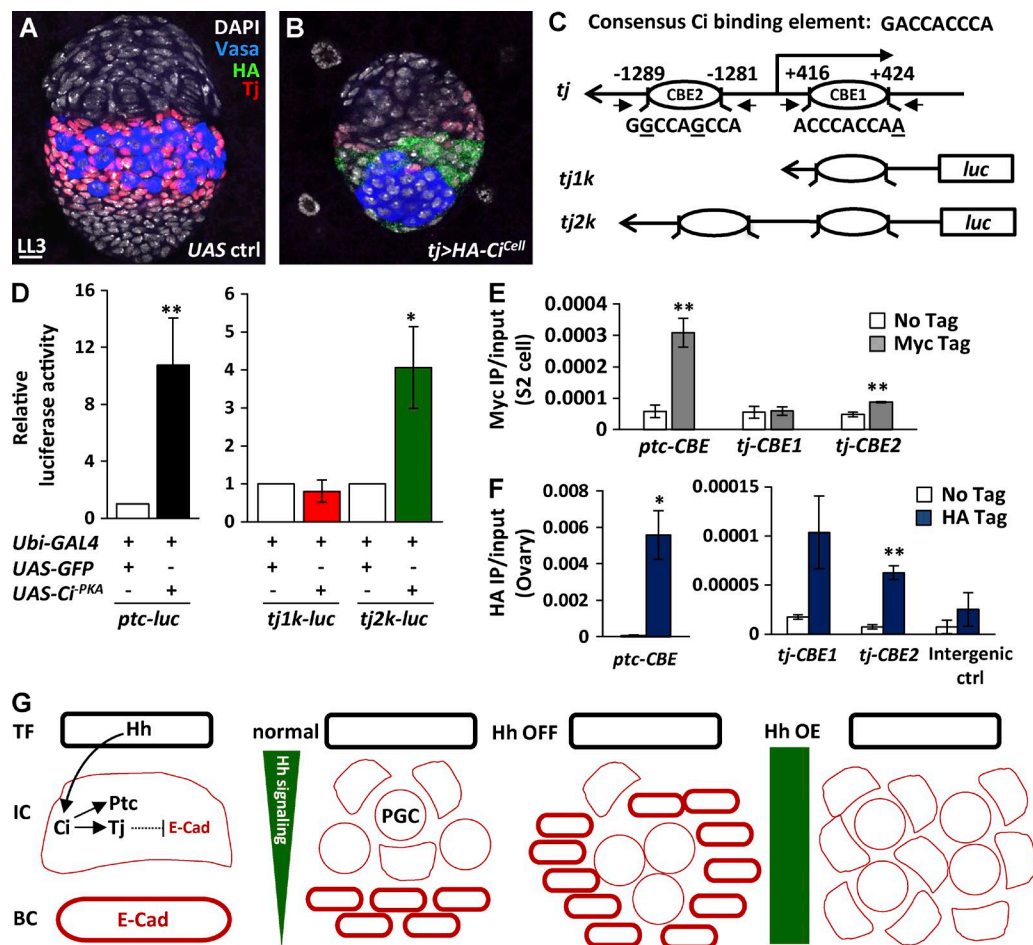 A
DAPI
Vasa
HA
Tj
LL3
UAS ctrl
B
tj>HA-Ci^Cell
C
Consensus Ci binding element: GACCACCCA
-1289
-1281
+416
+424
tj
CBE2
CBE1
GGCCAGCCA
ACCCACCAA
tj1k
luc
tj2k
luc
D
Relative
luciferase activity
16
12
8
4
0
**
6
5
4
3
2
1
0
*
Ubi-GAL4 + + + + + +
UAS-GFP + - + - + -
UAS-Ci^-PKA - + - + - +
ptc-luc
tj1k-luc
tj2k-luc
E
Myc IP/input
(S2 cell)
0.0004
0.0003
0.0002
0.0001
0
**
**
No Tag
Myc Tag
ptc-CBE
tj-CBE1
tj-CBE2
F
HA IP/input
(Ovary)
0.008
0.006
0.004
0.002
0
*
ptc-CBE
0.00015
0.0001
0.00005
0
**
No Tag
HA Tag
tj-CBE1
tj-CBE2
Intergenic
ctrl
G
TF
Hh
normal
Hh OFF
Hh OE
Hh signaling
IC
Ptc
Ci
Tj
E-Cad
PGC
BC
E-Cad